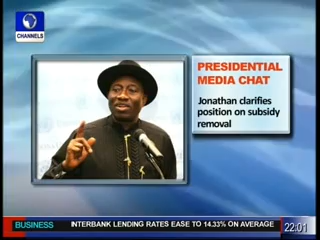 CHANNELS
PRESIDENTIAL
MEDIA CHAT
Jonathan clarifies
position on subsidy
removal
BUSINESS INTERBANK LENDING RATES EASE TO 14.33% ON AVERAGE
22:01